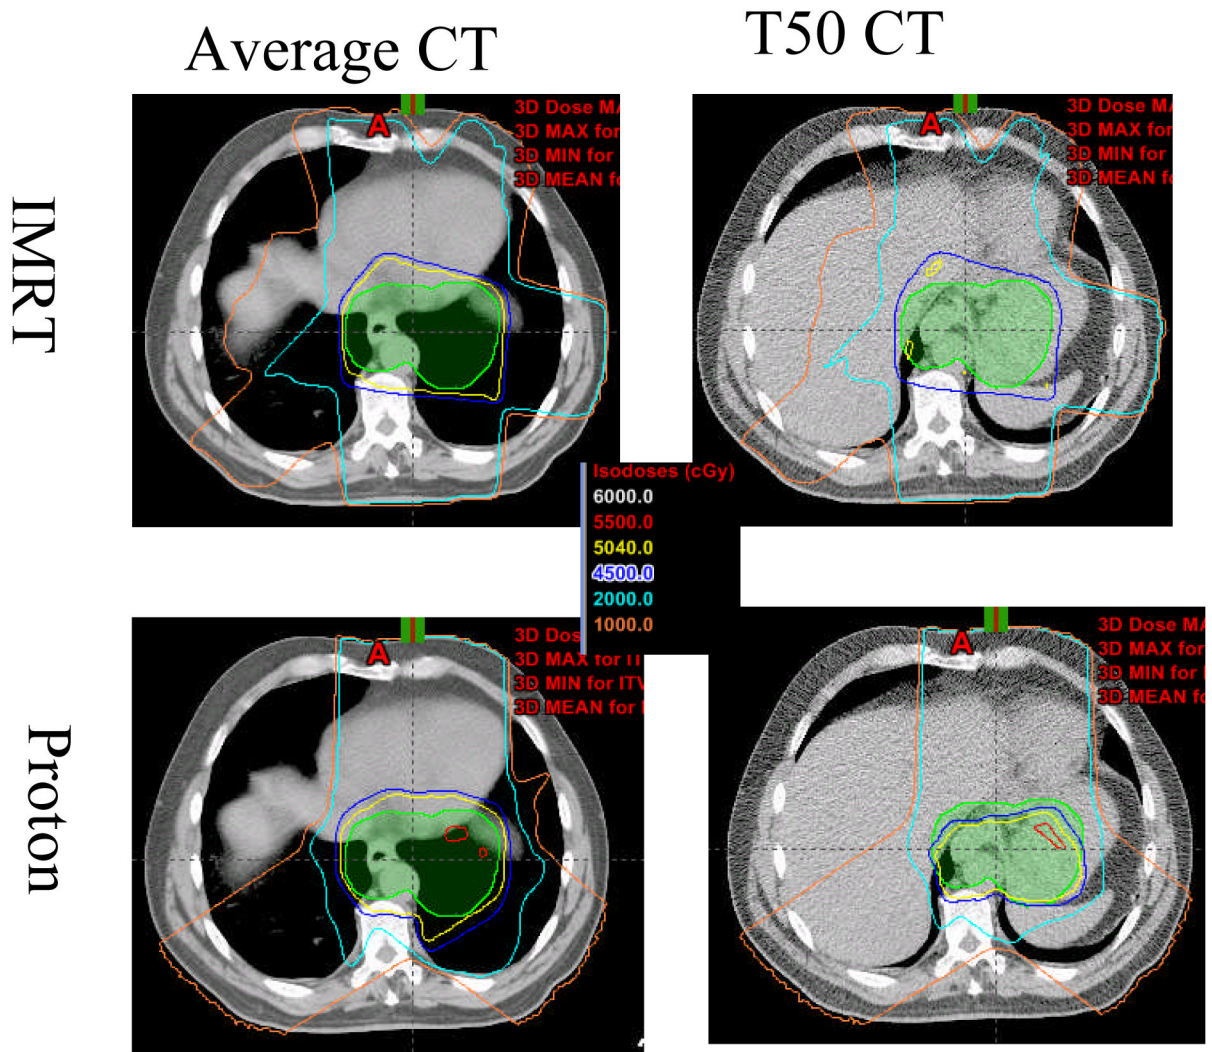 Average CT
T50 CT
IMRT
3D Dose MA
3D MAX for
3D MIN for
3D MEAN fo
A
3D Dose MA
3D MAX for
3D MIN for
3D MEAN fo
A
Isodoses (cGy)
6000.0
5500.0
5040.0
4500.0
2000.0
1000.0
Proton
3D Dos
3D MAX for IT
3D MIN for ITV
3D MEAN for I
A
3D Dose MA
3D MAX for
3D MIN for I
3D MEAN fo
A